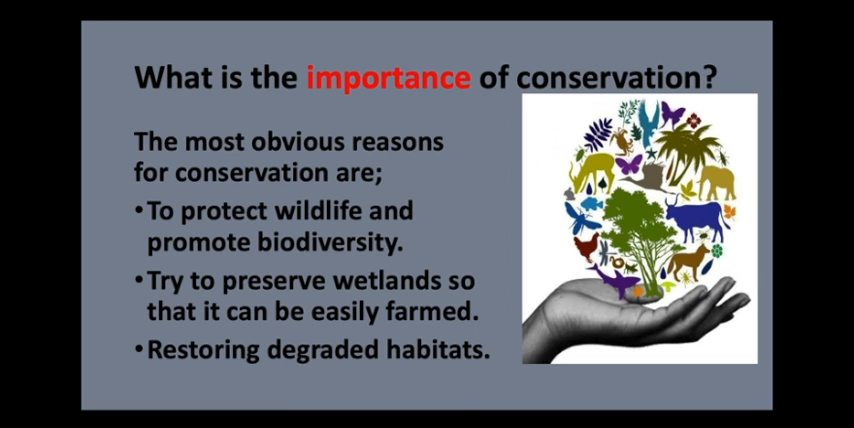 What is the importance of conservation?
The most obvious reasons
for conservation are;
•To protect wildlife and
promote biodiversity.
•Try to preserve wetlands so
that it can be easily farmed.
•Restoring degraded habitats.